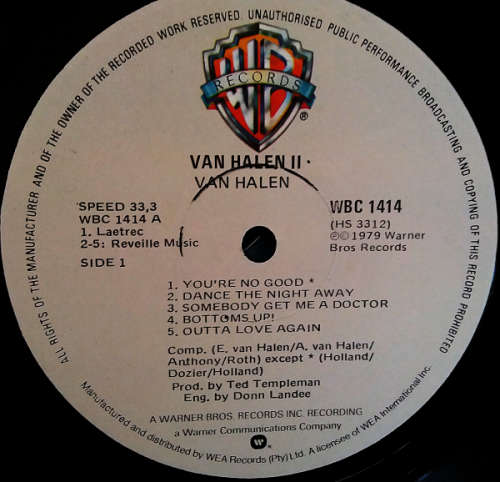 ALL RIGHTS OF THE MANUFACTURER AND OF THE OWNER OF THE RECORDED WORK RESERVED. UNAUTHORISED PUBLIC PERFORMANCE BROADCASTING AND COPYING OF THIS RECORD PROHIBITED
WB
RECORDS
®
VAN HALEN II •
VAN HALEN
SPEED 33,3
WBC 1414 A
1. Laetrec
2-5: Reveille Music
SIDE 1
WBC 1414
(HS 3312)
℗©1979 Warner
Bros Records
1. YOU'RE NO GOOD *
2. DANCE THE NIGHT AWAY
3. SOMEBODY GET ME A DOCTOR
4. BOTTOMS UP!
5. OUTTA LOVE AGAIN
Comp. (E. van Halen/A. van Halen/
Anthony/Roth) except * (Holland/
Dozier/Holland)
Prod. by Ted Templeman
Eng. by Donn Landee
A WARNER BROS. RECORDS INC. RECORDING
a Warner Communications Company
Manufactured and distributed by WEA Records (Pty) Ltd. A licensee of WEA International Inc.